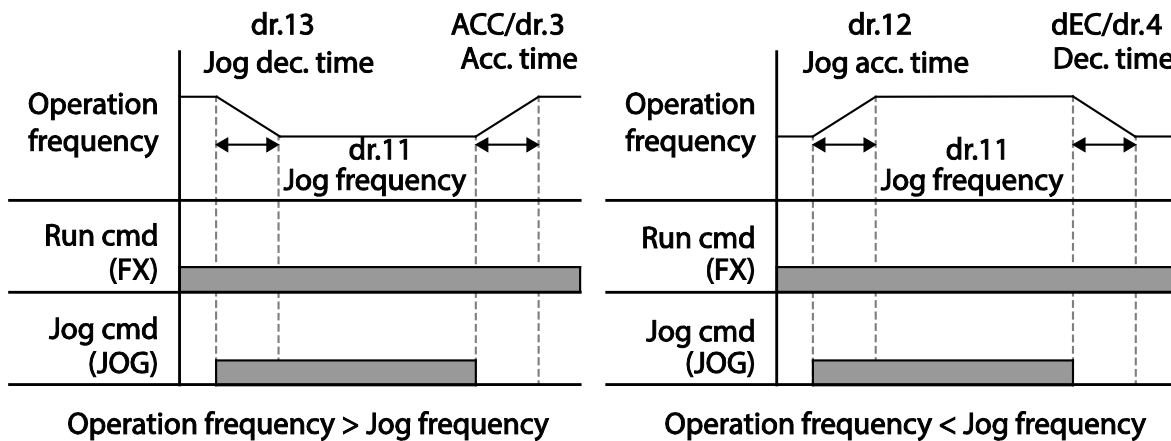 dr.13
Jog dec. time
ACC/dr.3
Acc. time
Operation
frequency
dr.11
Jog frequency
Run cmd
(FX)
Jog cmd
(JOG)
Operation frequency > Jog frequency
dr.12
Jog acc. time
dEC/dr.4
Dec. time
Operation
frequency
dr.11
Jog frequency
Run cmd
(FX)
Jog cmd
(JOG)
Operation frequency < Jog frequency